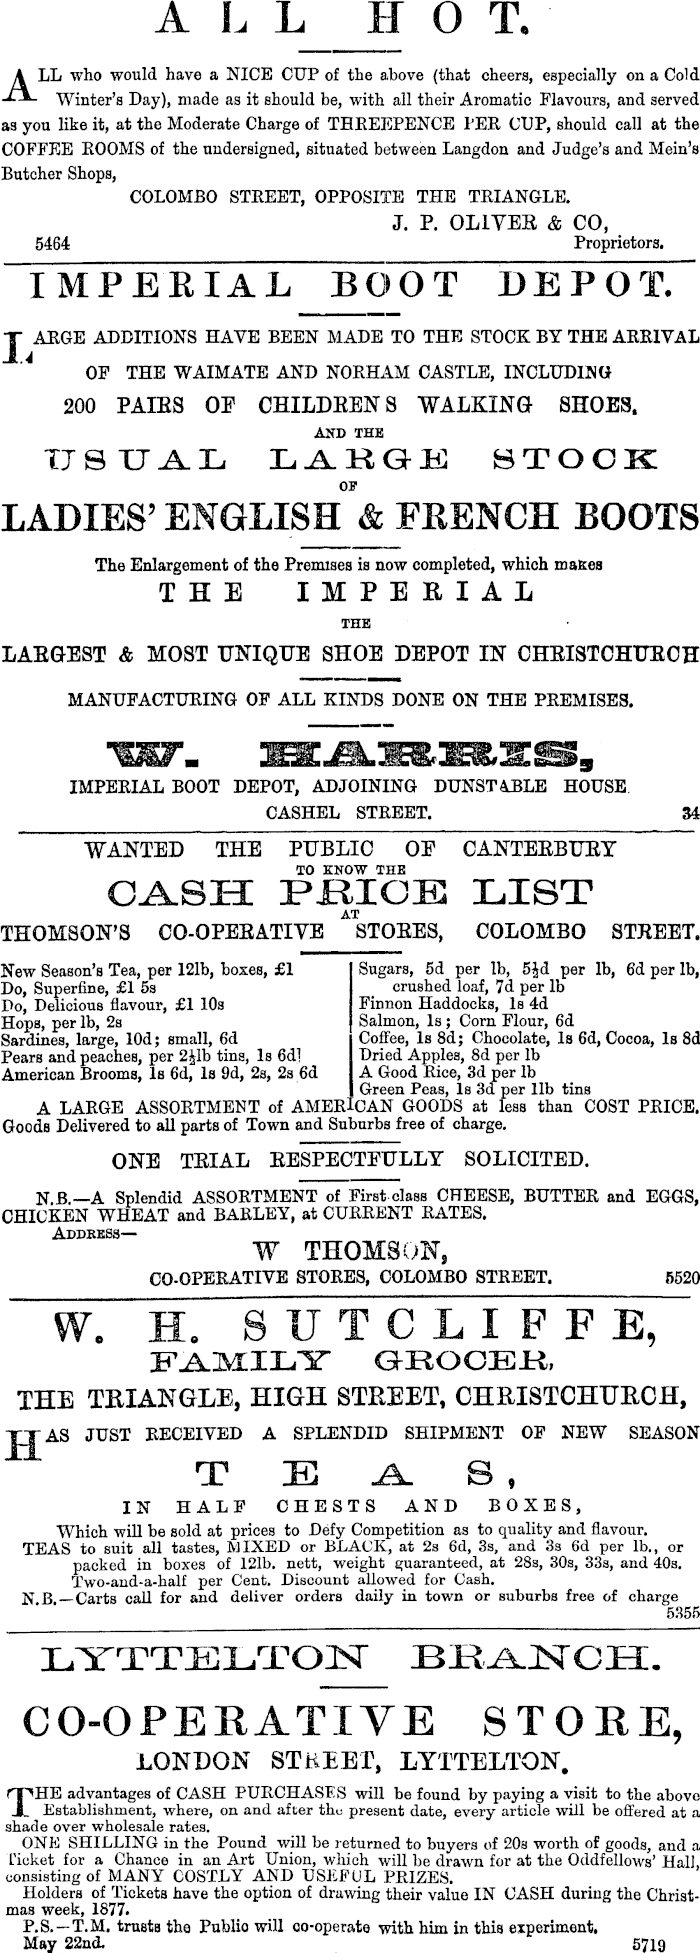 ALL HOT.
ALL who would have a NICE CUP of the above (that cheers, especially on a Cold
Winter's Day), made as it should be, with all their Aromatic Flavours, and served
as you like it, at the Moderate Charge of THREEPENCE PER CUP, should call at the
COFFEE ROOMS of the undersigned, situated between Langdon and Judge's and Mein's
Butcher Shops,
COLOMBO STREET, OPPOSITE THE TRIANGLE.
J. P. OLIVER & CO,
5464 Proprietors.
IMPERIAL BOOT DEPOT.
LARGE ADDITIONS HAVE BEEN MADE TO THE STOCK BY THE ARRIVAL
OF THE WAIMATE AND NORHAM CASTLE, INCLUDING
200 PAIRS OF CHILDREN S WALKING SHOES.
AND THE
USUAL LARGE STOCK
OF
LADIES' ENGLISH & FRENCH BOOTS
The Enlargement of the Premises is now completed, which makes
THE IMPERIAL
THE
LARGEST & MOST UNIQUE SHOE DEPOT IN CHRISTCHURCH
MANUFACTURING OF ALL KINDS DONE ON THE PREMISES.
W. HARRIS,
IMPERIAL BOOT DEPOT, ADJOINING DUNSTABLE HOUSE
CASHEL STREET. 34
WANTED THE PUBLIC OF CANTERBURY
TO KNOW THE
CASH PRICE LIST
AT
THOMSON'S CO-OPERATIVE STORES, COLOMBO STREET.
New Season's Tea, per 12lb, boxes, £1
Do, Superfine, £1 5s
Do, Delicious flavour, £1 10s
Hops, per lb, 2s
Sardines, large, 10d; small, 6d
Pears and peaches, per 2½lb tins, 1s 6d
American Brooms, 1s 6d, 1s 9d, 2s, 2s 6d
Sugars, 5d per lb, 5½d per lb, 6d per lb,
crushed loaf, 7d per lb
Finnon Haddocks, 1s 4d
Salmon, 1s; Corn Flour, 6d
Coffee, 1s 8d; Chocolate, 1s 6d, Cocoa, 1s 8d
Dried Apples, 8d per lb
A Good Rice, 3d per lb
Green Peas, 1s 3d per 1lb tins
A LARGE ASSORTMENT of AMERICAN GOODS at less than COST PRICE.
Goods Delivered to all parts of Town and Suburbs free of charge.
ONE TRIAL RESPECTFULLY SOLICITED.
N.B.—A Splendid ASSORTMENT of First-class CHEESE, BUTTER and EGGS,
CHICKEN WHEAT and BARLEY, at CURRENT RATES.
ADDRESS—
W THOMSON,
CO-OPERATIVE STORES, COLOMBO STREET. 5520
W. H. SUTCLIFFE,
FAMILY GROCER,
THE TRIANGLE, HIGH STREET, CHRISTCHURCH,
HAS JUST RECEIVED A SPLENDID SHIPMENT OF NEW SEASON
TEAS,
IN HALF CHESTS AND BOXES,
Which will be sold at prices to Defy Competition as to quality and flavour.
TEAS to suit all tastes, MIXED or BLACK, at 2s 6d, 3s, and 3s 6d per lb., or
packed in boxes of 12lb. nett, weight guaranteed, at 28s, 30s, 33s, and 40s.
Two-and-a-half per Cent. Discount allowed for Cash.
N.B.—Carts call for and deliver orders daily in town or suburbs free of charge
5355
LYTTELTON BRANCH.
CO-OPERATIVE STORE,
LONDON STREET, LYTTELTON.
THE advantages of CASH PURCHASES will be found by paying a visit to the above
Establishment, where, on and after the present date, every article will be offered at a
shade over wholesale rates.
ONE SHILLING in the Pound will be returned to buyers of 20s worth of goods, and a
Ticket for a Chance in an Art Union, which will be drawn for at the Oddfellows' Hall,
consisting of MANY COSTLY AND USEFUL PRIZES.
Holders of Tickets have the option of drawing their value IN CASH during the Christ-
mas week, 1877.
P.S.—T.M. trusts the Public will co-operate with him in this experiment.
May 22nd. 5719